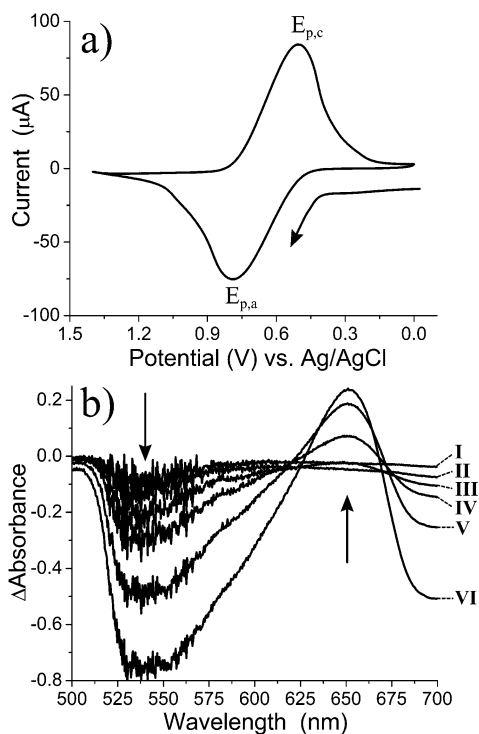 a)
E p,c
100
50
0
-50
-100
Current (μA)
E p,a
1.5 1.2 0.9 0.6 0.3 0.0
Potential (V) vs. Ag/AgCl
b)
0.2
0.0
-0.2
-0.4
-0.6
-0.8
ΔAbsorbance
I
II
III
IV
V
VI
500 525 550 575 600 625 650 675 700
Wavelength (nm)